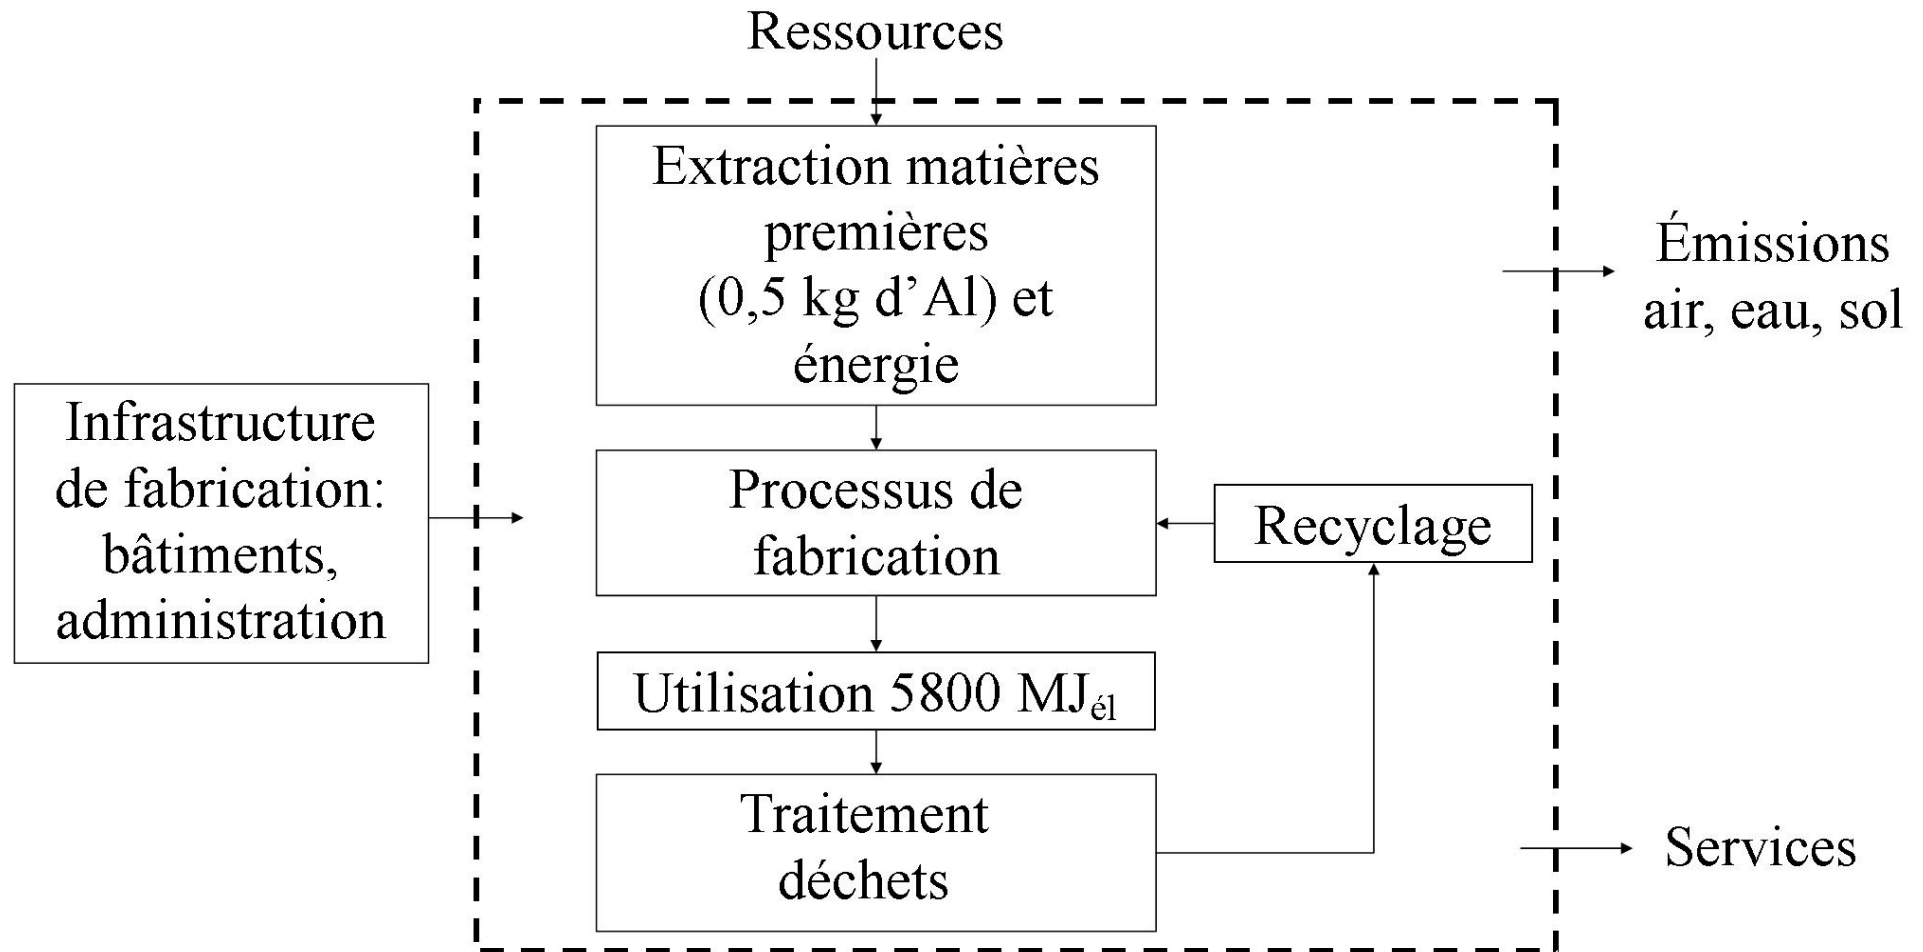 Ressources
Extraction matières
premières
(0,5 kg d’Al) et
énergie
Émissions
air, eau, sol
Infrastructure
de fabrication:
bâtiments,
administration
Processus de
fabrication
Recyclage
Utilisation 5800 MJél
Traitement
déchets
Services